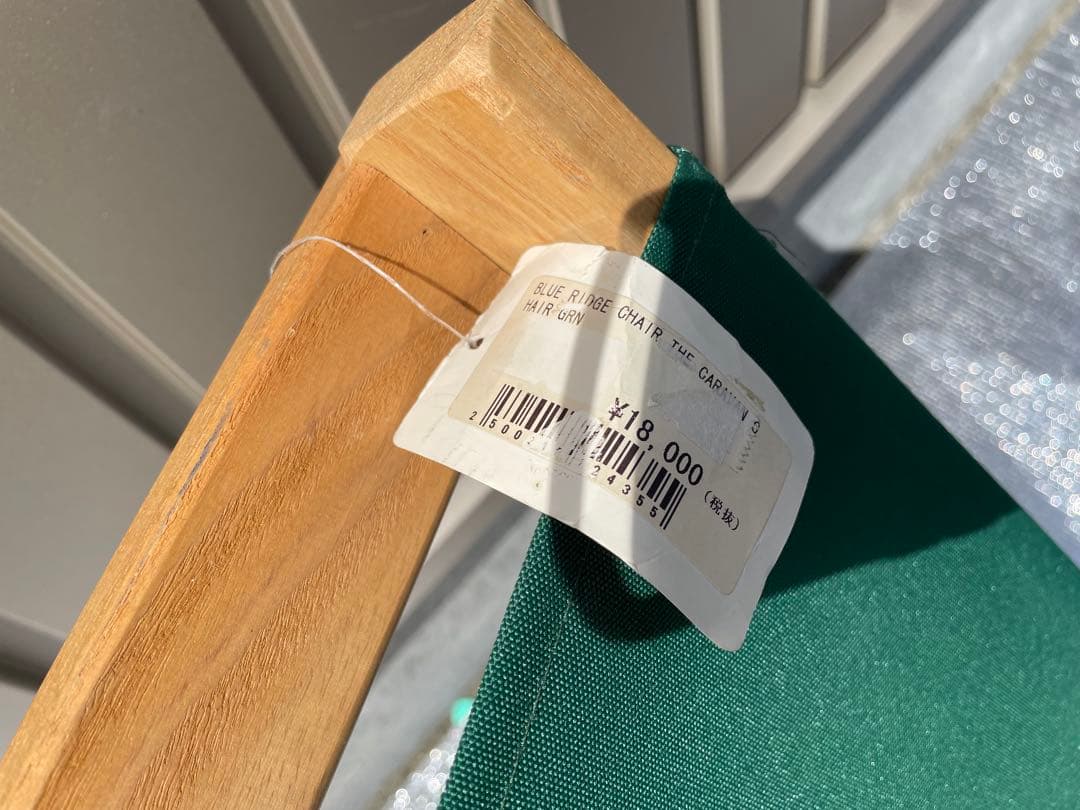 BLUE RIDGE CHAIR THE CARAVAN
HAIR GRN
¥18,000
(税抜)